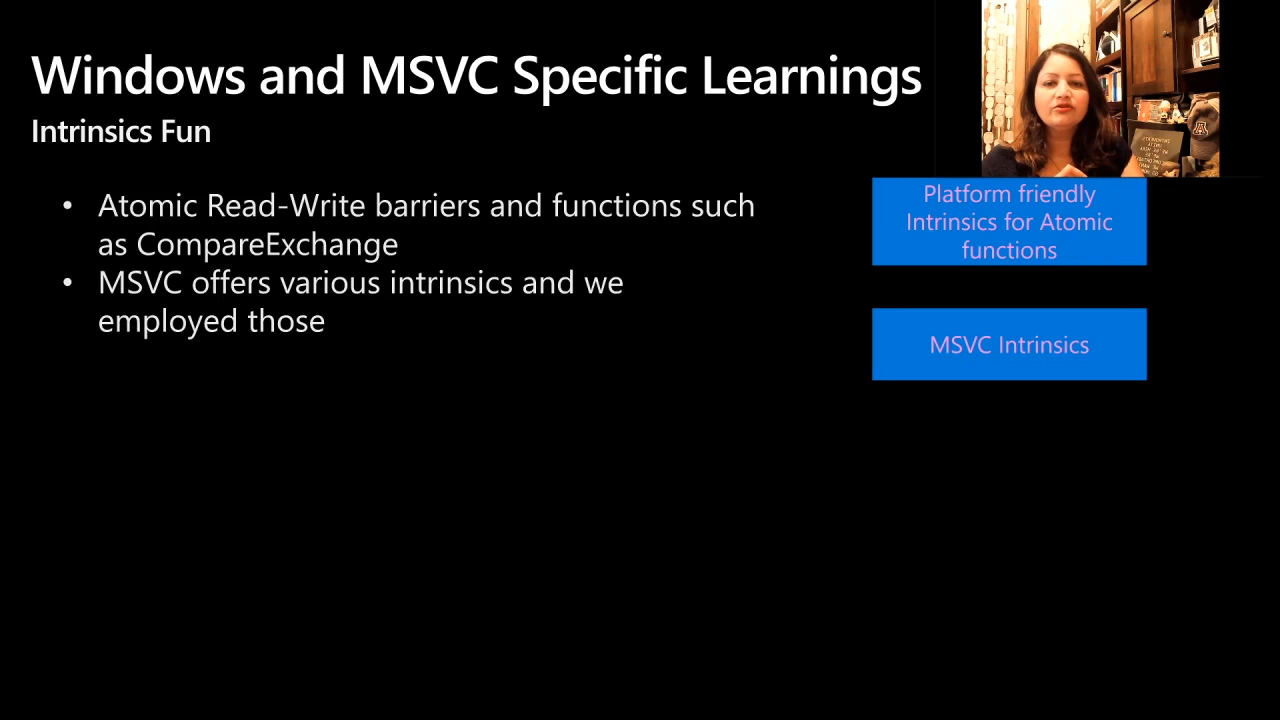 Windows and MSVC Specific Learnings
Intrinsics Fun
• Atomic Read-Write barriers and functions such
as CompareExchange
• MSVC offers various intrinsics and we
employed those
Platform friendly
Intrinsics for Atomic
functions
MSVC Intrinsics
A